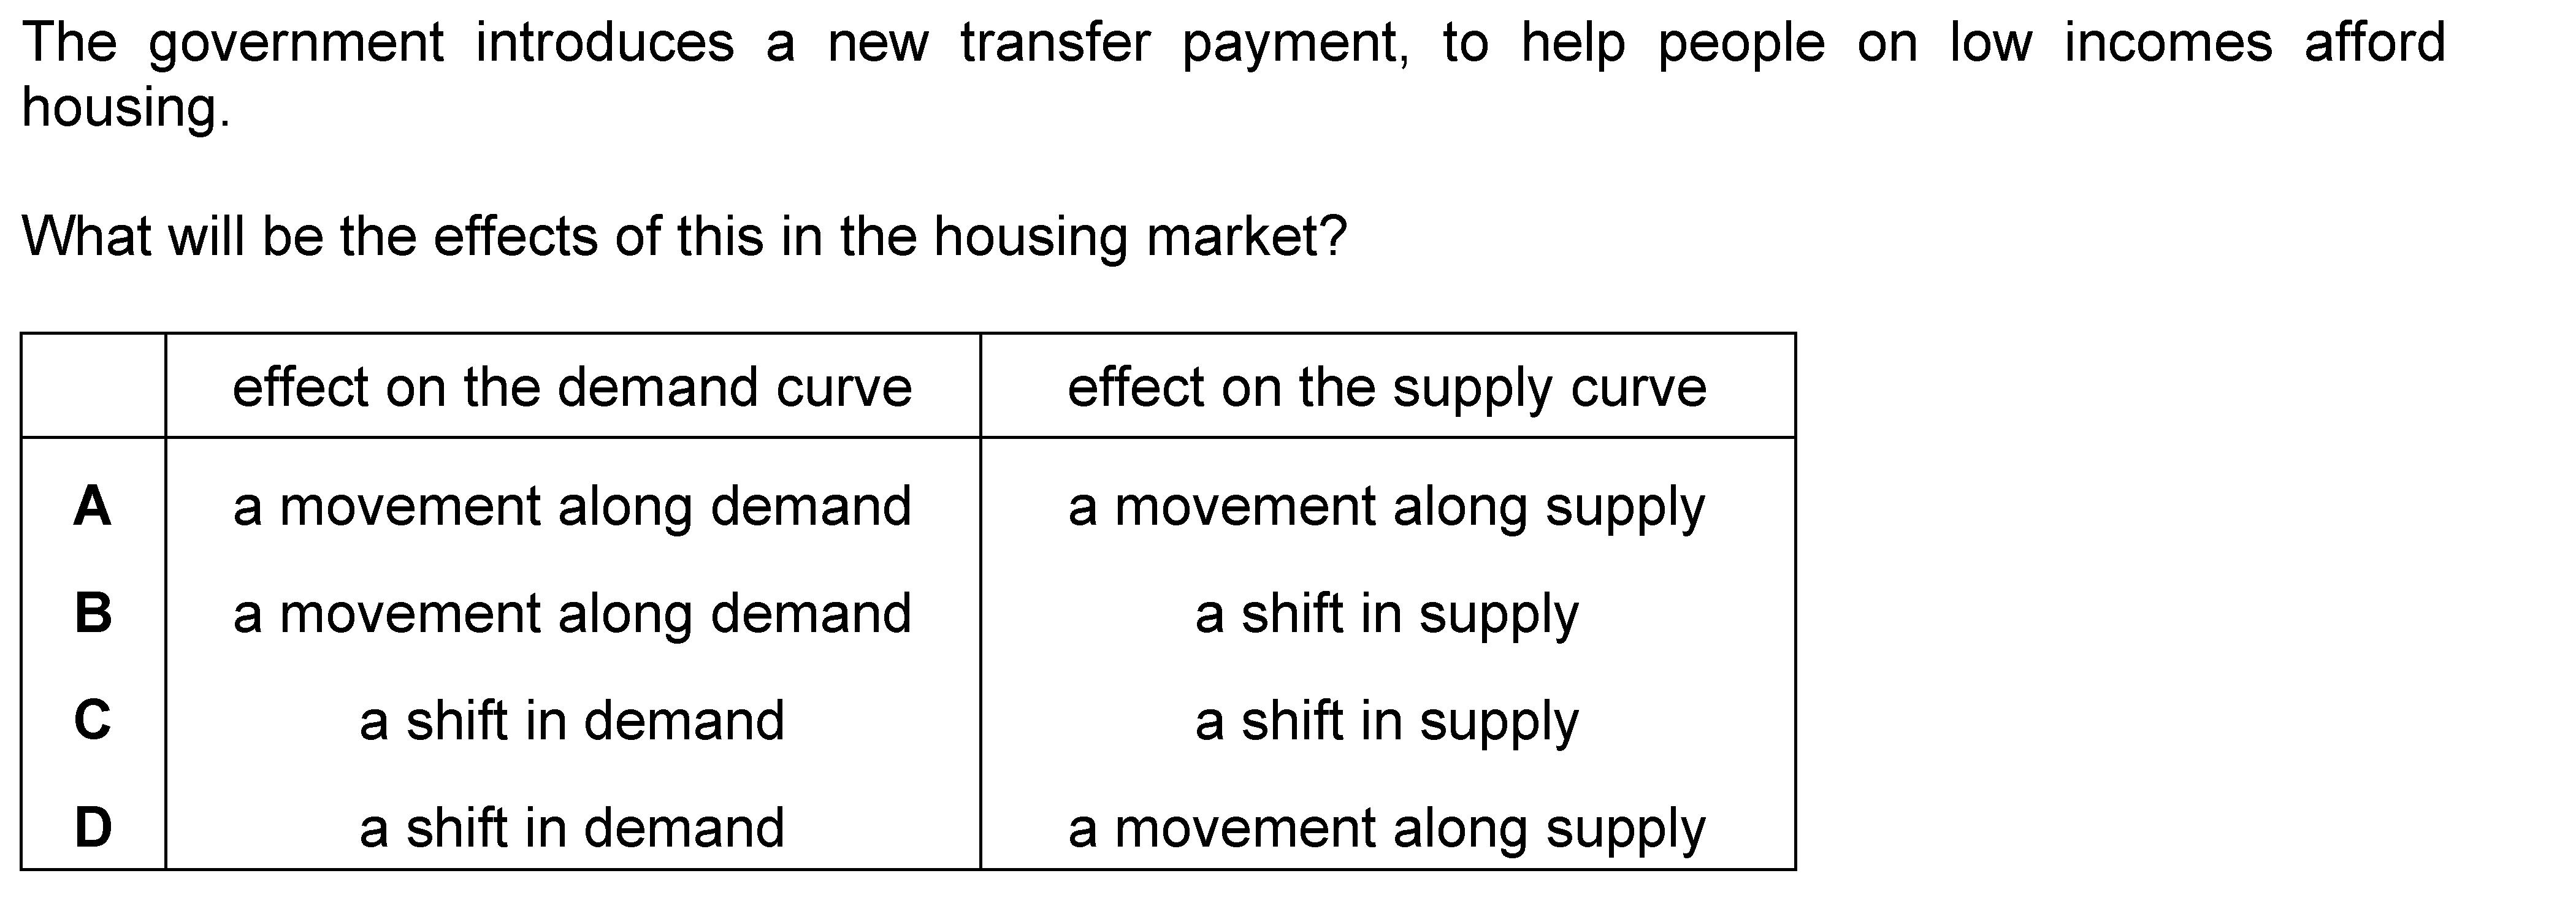 The government introduces a new transfer payment, to help people on low incomes afford
housing.
What will be the effects of this in the housing market?
effect on the demand curve effect on the supply curve
A a movement along demand a movement along supply
B a movement along demand a shift in supply
C a shift in demand a shift in supply
D a shift in demand a movement along supply